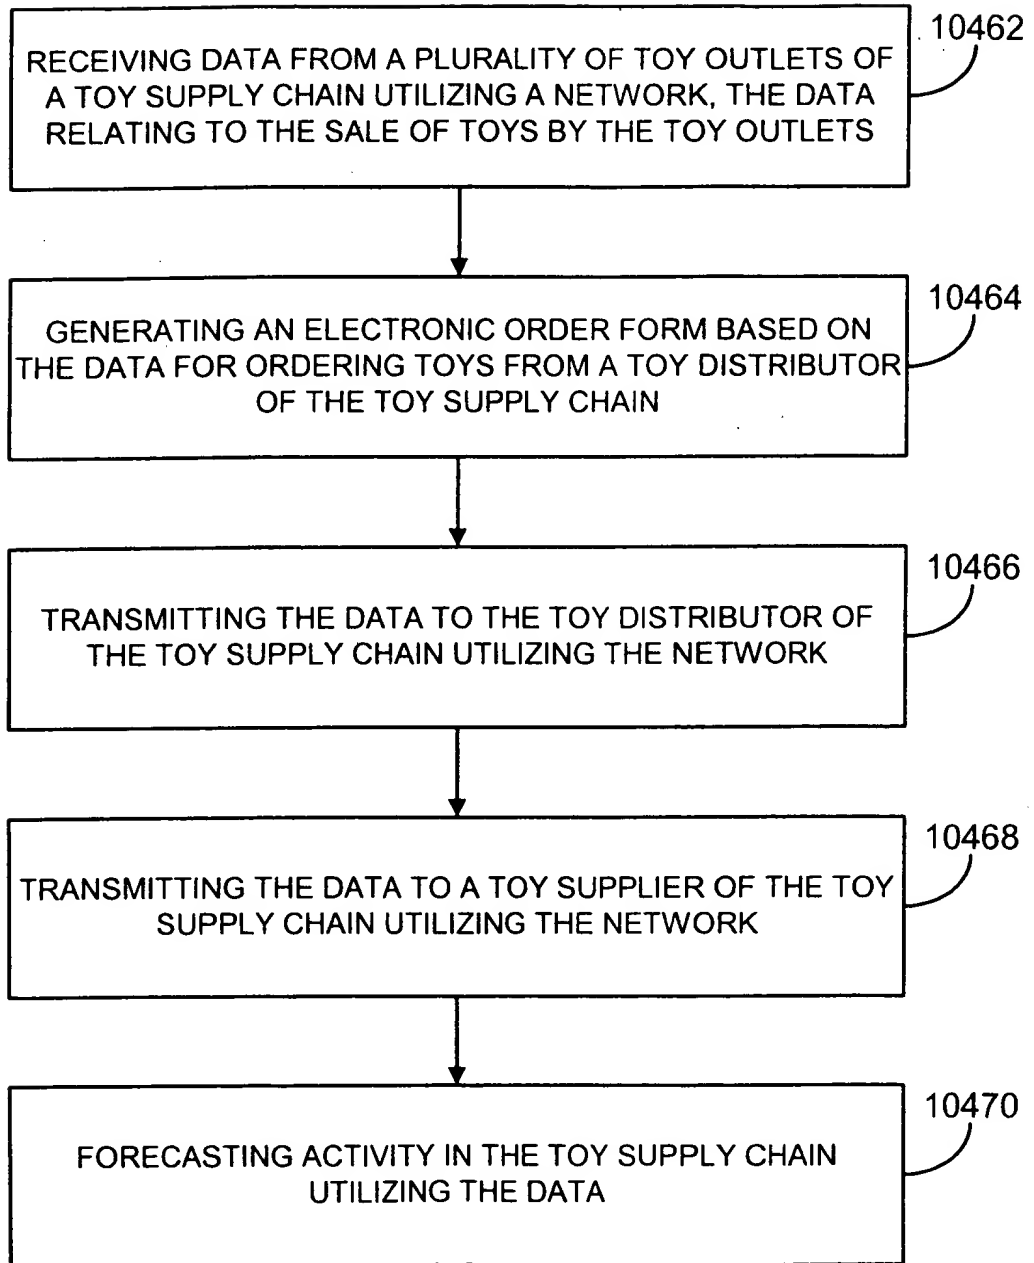 10462
RECEIVING DATA FROM A PLURALITY OF TOY OUTLETS OF
A TOY SUPPLY CHAIN UTILIZING A NETWORK, THE DATA
RELATING TO THE SALE OF TOYS BY THE TOY OUTLETS
10464
GENERATING AN ELECTRONIC ORDER FORM BASED ON
THE DATA FOR ORDERING TOYS FROM A TOY DISTRIBUTOR
OF THE TOY SUPPLY CHAIN
10466
TRANSMITTING THE DATA TO THE TOY DISTRIBUTOR OF
THE TOY SUPPLY CHAIN UTILIZING THE NETWORK
10468
TRANSMITTING THE DATA TO A TOY SUPPLIER OF THE TOY
SUPPLY CHAIN UTILIZING THE NETWORK
10470
FORECASTING ACTIVITY IN THE TOY SUPPLY CHAIN
UTILIZING THE DATA